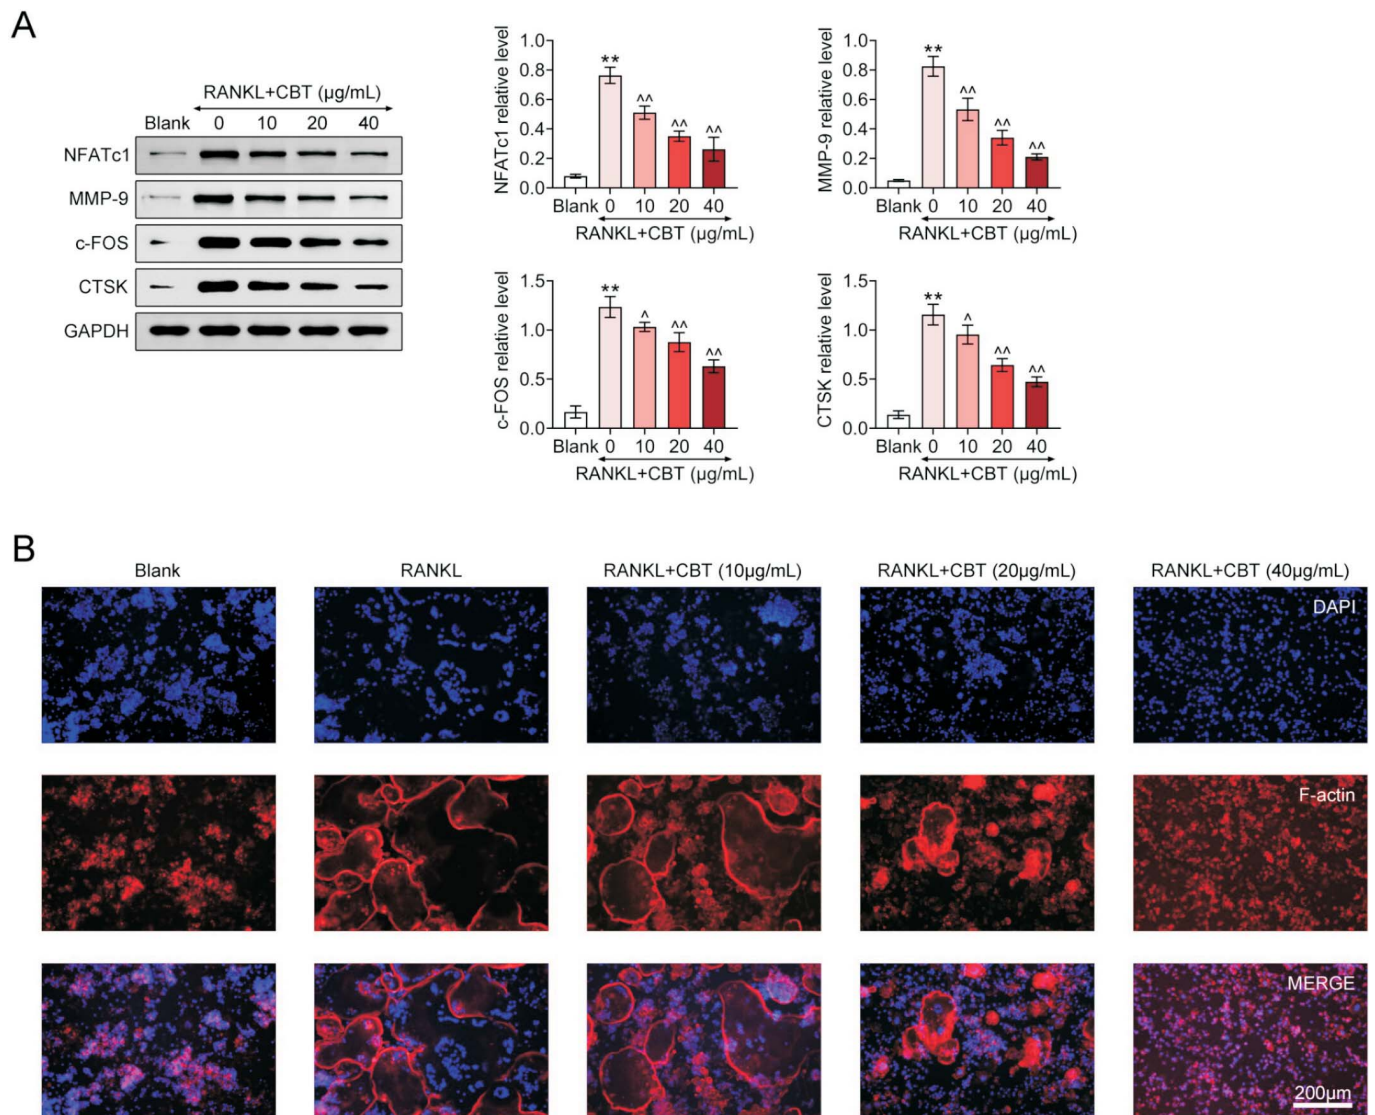 A
RANKL+CBT (µg/mL)
Blank 0 10 20 40
NFATc1
MMP-9
c-FOS
CTSK
GAPDH
NFATc1 relative level
1.0
0.8
0.6
0.4
0.2
0.0
**
^^
^^
^^
Blank 0 10 20 40
RANKL+CBT (µg/mL)
MMP-9 relative level
1.0
0.8
0.6
0.4
0.2
0.0
**
^^
^^
^^
Blank 0 10 20 40
RANKL+CBT (µg/mL)
c-FOS relative level
1.5
1.0
0.5
0.0
**
^
^^
^^
Blank 0 10 20 40
RANKL+CBT (µg/mL)
CTSK relative level
1.5
1.0
0.5
0.0
**
^
^^
^^
Blank 0 10 20 40
RANKL+CBT (µg/mL)
B
Blank RANKL RANKL+CBT (10µg/mL) RANKL+CBT (20µg/mL) RANKL+CBT (40µg/mL)
DAPI
F-actin
MERGE
200µm